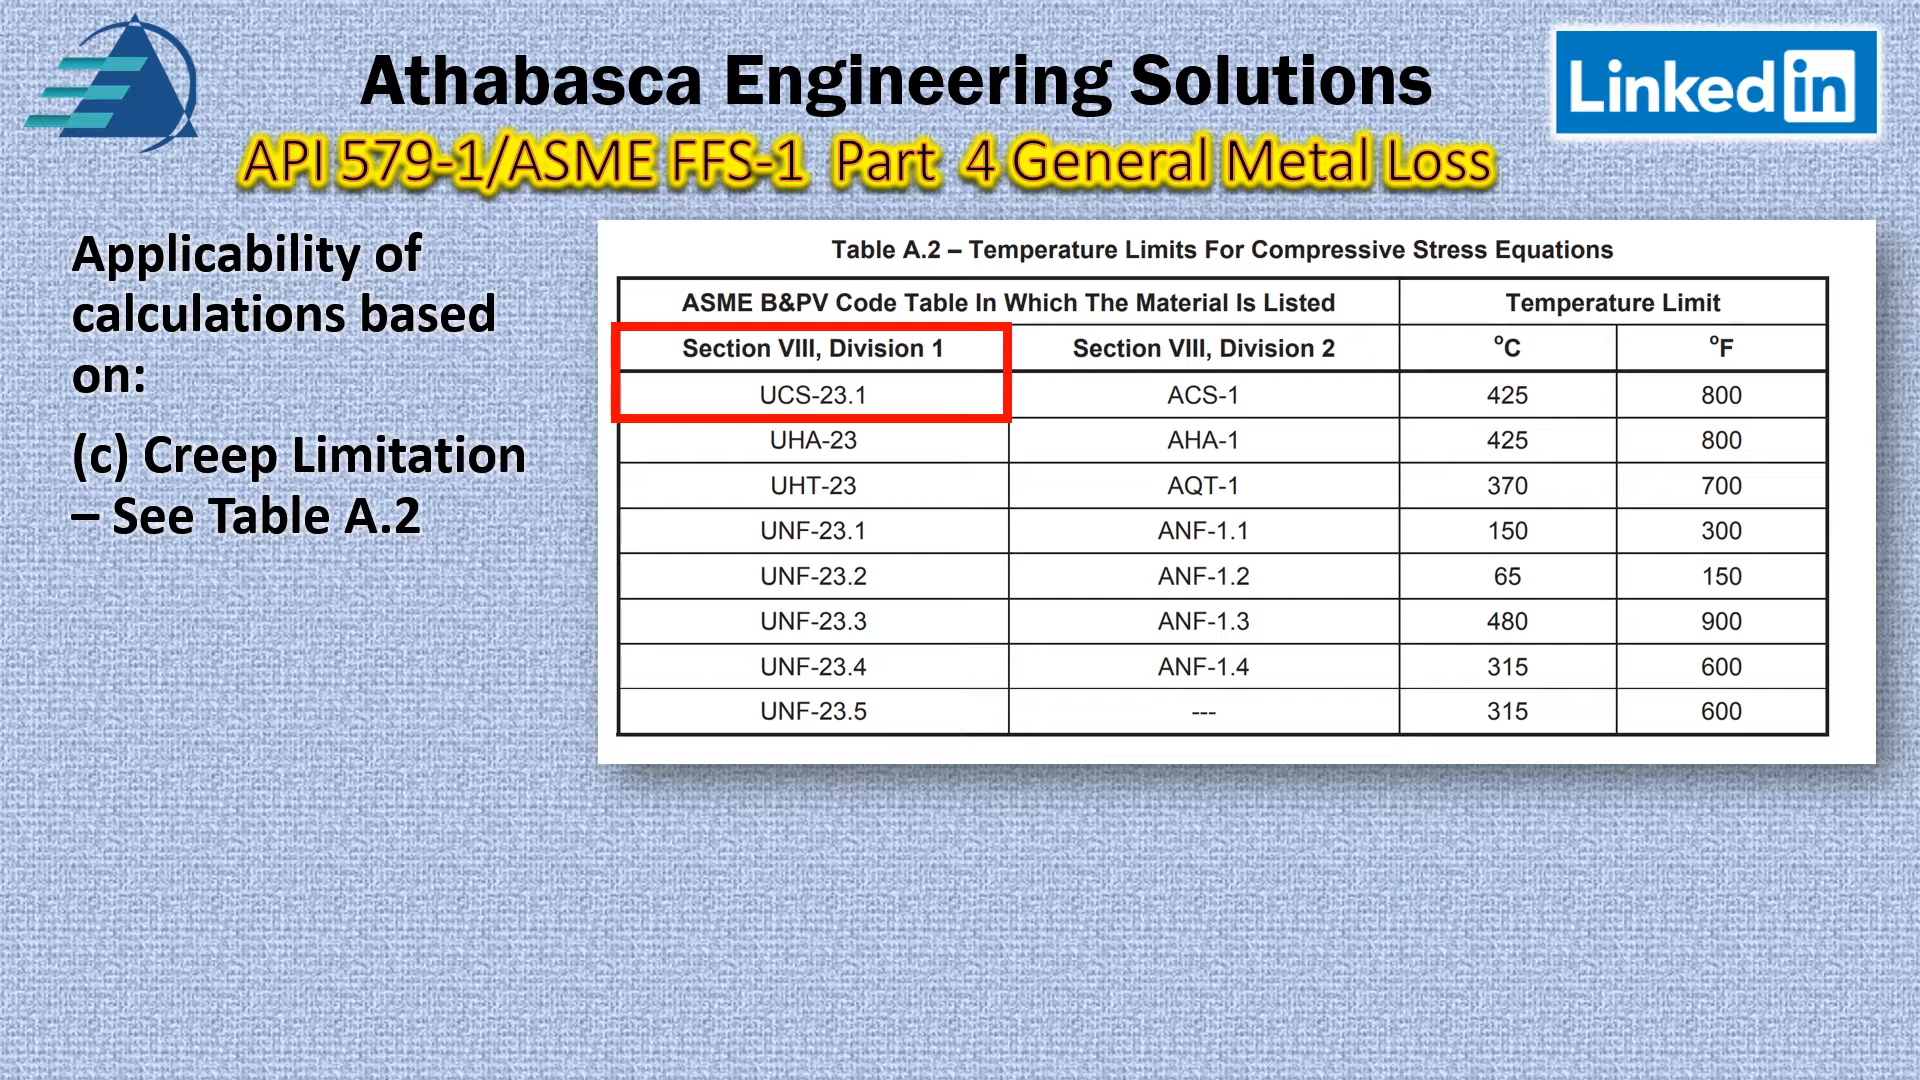 Athabasca Engineering Solutions
LinkedIn
API 579-1/ASME FFS-1 Part 4 General Metal Loss
Applicability of
calculations based
on:
(c) Creep Limitation
– See Table A.2
Table A.2 – Temperature Limits For Compressive Stress Equations
ASME B&PV Code Table In Which The Material Is Listed Temperature Limit
Section VIII, Division 1 Section VIII, Division 2 °C °F
UCS-23.1 ACS-1 425 800
UHA-23 AHA-1 425 800
UHT-23 AQT-1 370 700
UNF-23.1 ANF-1.1 150 300
UNF-23.2 ANF-1.2 65 150
UNF-23.3 ANF-1.3 480 900
UNF-23.4 ANF-1.4 315 600
UNF-23.5 --- 315 600